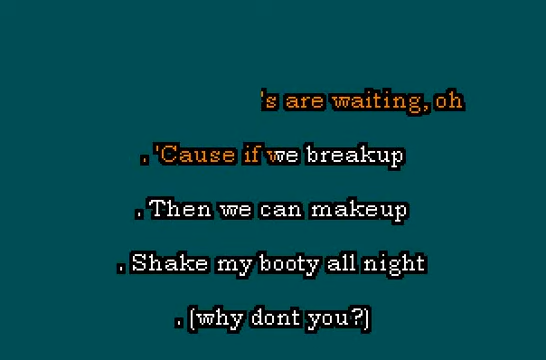 's are waiting, oh
. 'Cause if we breakup
. Then we can makeup
. Shake my booty all night
. (why dont you?)